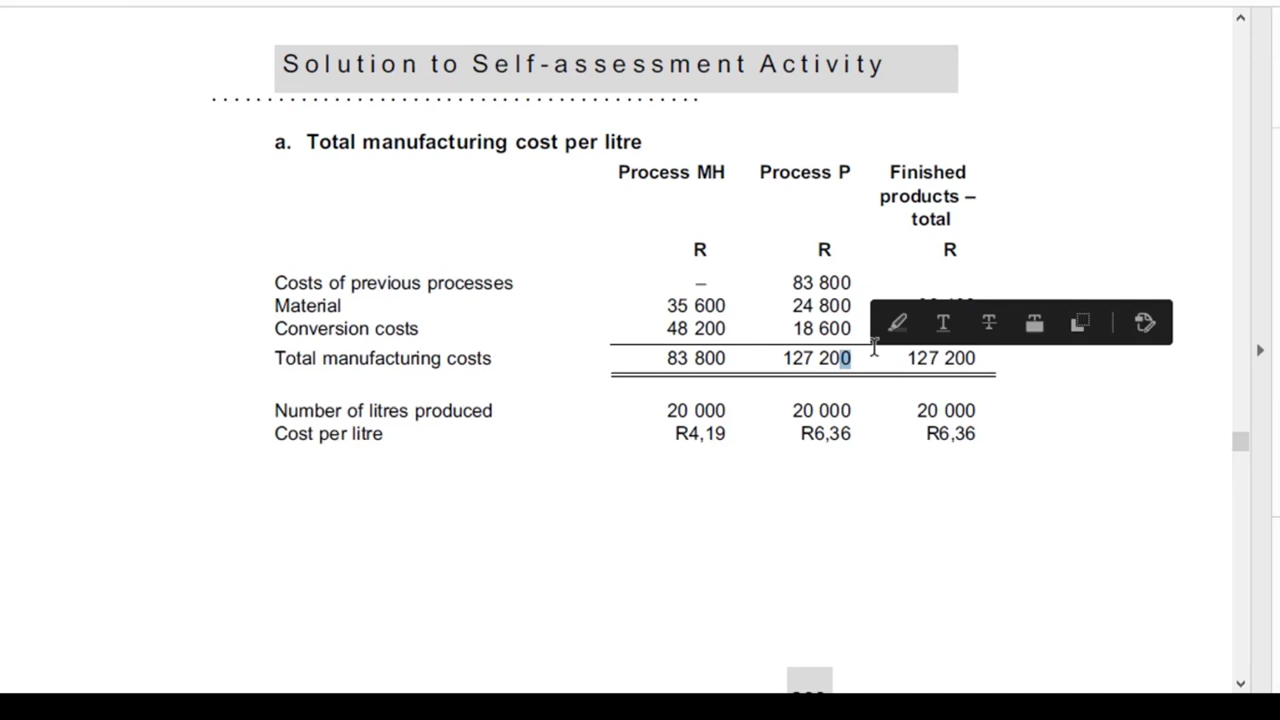 Solution to Self-assessment Activity
a. Total manufacturing cost per litre
Process MH Process P Finished
products –
total
R R R
Costs of previous processes – 83 800
Material 35 600 24 800
Conversion costs 48 200 18 600
Total manufacturing costs 83 800 127 200 127 200
Number of litres produced 20 000 20 000 20 000
Cost per litre R4,19 R6,36 R6,36